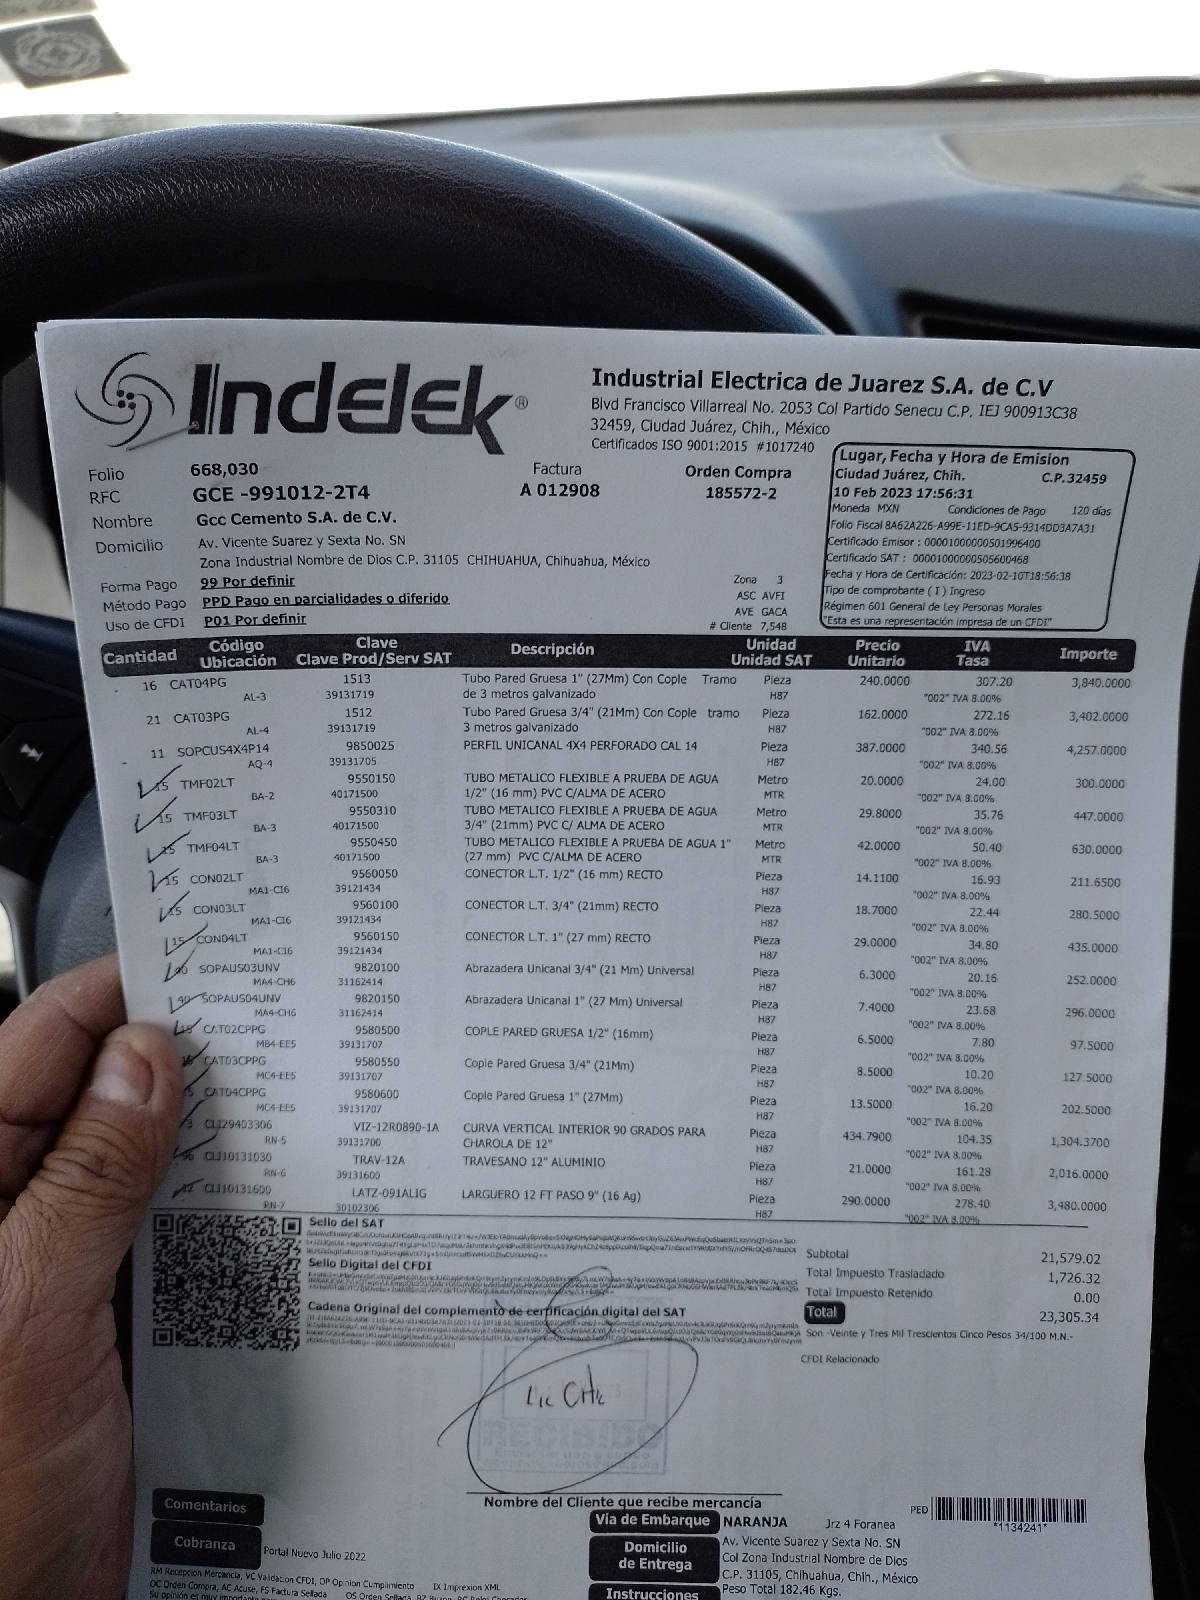 Indelek®
Industrial Electrica de Juarez S.A. de C.V
Blvd Francisco Villarreal No. 2053 Col Partido Senecu C.P. IEJ 900913C38
32459, Ciudad Juárez, Chih., México
Certificados ISO 9001:2015 #1017240
Folio 668,030
RFC GCE -991012-2T4
Nombre Gcc Cemento S.A. de C.V.
Domicilio Av. Vicente Suarez y Sexta No. SN
Zona Industrial Nombre de Dios C.P. 31105 CHIHUAHUA, Chihuahua, México
Forma Pago 99 Por definir
Método Pago PPD Pago en parcialidades o diferido
Uso de CFDI P01 Por definir
Factura
A 012908
Orden Compra
185572-2
Zona 3
ASC AVFI
AVE GACA
# Cliente 7,548
Lugar, Fecha y Hora de Emision
Ciudad Juárez, Chih. C.P.32459
10 Feb 2023 17:56:31
Moneda MXN Condiciones de Pago 120 días
Folio Fiscal 8A62A226-A99E-11ED-9CA5-9314DD3A7A31
Certificado Emisor : 00001000000501996400
Certificado SAT : 00001000000505600468
Fecha y Hora de Certificación: 2023-02-10T18:56:38
Tipo de comprobante ( I ) Ingreso
Régimen 601 General de Ley Personas Morales
"Esta es una representación impresa de un CFDI"
Cantidad Código Clave Descripción Unidad Precio IVA Importe
Ubicación Clave Prod/Serv SAT Unidad SAT Unitario Tasa
16 CAT04PG 1513 Tubo Pared Gruesa 1" (27Mm) Con Cople Tramo Pieza 240.0000 307.20 3,840.0000
AL-3 39131719 de 3 metros galvanizado H87 "002" IVA 8.00%
21 CAT03PG 1512 Tubo Pared Gruesa 3/4" (21Mm) Con Cople tramo Pieza 162.0000 272.16 3,402.0000
AL-4 39131719 3 metros galvanizado H87 "002" IVA 8.00%
11 SOPCUS4X4P14 9850025 PERFIL UNICANAL 4X4 PERFORADO CAL 14 Pieza 387.0000 340.56 4,257.0000
AQ-4 39131705 H87 "002" IVA 8.00%
15 TMF02LT 9550150 TUBO METALICO FLEXIBLE A PRUEBA DE AGUA Metro 20.0000 24.00 300.0000
BA-2 40171500 1/2" (16 mm) PVC C/ALMA DE ACERO MTR "002" IVA 8.00%
15 TMF03LT 9550310 TUBO METALICO FLEXIBLE A PRUEBA DE AGUA Metro 29.8000 35.76 447.0000
BA-3 40171500 3/4" (21mm) PVC C/ ALMA DE ACERO MTR "002" IVA 8.00%
15 TMF04LT 9550450 TUBO METALICO FLEXIBLE A PRUEBA DE AGUA 1" Metro 42.0000 50.40 630.0000
BA-3 40171500 (27 mm) PVC C/ALMA DE ACERO MTR "002" IVA 8.00%
15 CON02LT 9560050 CONECTOR L.T. 1/2" (16 mm) RECTO Pieza 14.1100 16.93 211.6500
MA1-C16 39121434 H87 "002" IVA 8.00%
15 CON03LT 9560100 CONECTOR L.T. 3/4" (21mm) RECTO Pieza 18.7000 22.44 280.5000
MA1-C16 39121434 H87 "002" IVA 8.00%
15 CON04LT 9560150 CONECTOR L.T. 1" (27 mm) RECTO Pieza 29.0000 34.80 435.0000
MA1-C16 39121434 H87 "002" IVA 8.00%
40 SOPAUS03UNV 9820100 Abrazadera Unicanal 3/4" (21 Mm) Universal Pieza 6.3000 20.16 252.0000
MA4-CH6 31162414 H87 "002" IVA 8.00%
40 SOPAUS04UNV 9820150 Abrazadera Unicanal 1" (27 Mm) Universal Pieza 7.4000 23.68 296.0000
MA4-CH6 31162414 H87 "002" IVA 8.00%
15 CAT02CPPG 9580500 COPLE PARED GRUESA 1/2" (16mm) Pieza 6.5000 7.80 97.5000
MB4-EE5 39131707 H87 "002" IVA 8.00%
15 CAT03CPPG 9580550 Cople Pared Gruesa 3/4" (21Mm) Pieza 8.5000 10.20 127.5000
MC4-EE5 39131707 H87 "002" IVA 8.00%
CAT04CPPG 9580600 Cople Pared Gruesa 1" (27Mm) Pieza 13.5000 16.20 202.5000
MC4-EE5 39131707 H87 "002" IVA 8.00%
3 CLJ29403306 VIZ-12R0890-1A CURVA VERTICAL INTERIOR 90 GRADOS PARA Pieza 434.7900 104.35 1,304.3700
RN-5 39131700 CHAROLA DE 12" H87 "002" IVA 8.00%
96 CLJ10131030 TRAV-12A TRAVESANO 12" ALUMINIO Pieza 21.0000 161.28 2,016.0000
RN-6 39131600 H87 "002" IVA 8.00%
12 CLJ10131600 LATZ-091ALIG LARGUERO 12 FT PASO 9" (16 Ag) Pieza 290.0000 278.40 3,480.0000
RN-7 30102306 H87 "002" IVA 8.00%
Sello del SAT
Sello Digital del CFDI
Cadena Original del complemento de certificación digital del SAT
Subtotal 21,579.02
Total Impuesto Trasladado 1,726.32
Total Impuesto Retenido 0.00
Total 23,305.34
Son -Veinte y Tres Mil Trescientos Cinco Pesos 34/100 M.N.-
CFDI Relacionado
RECIBIDO
Nombre del Cliente que recibe mercancía
Comentarios
Cobranza
Portal Nuevo Julio 2022
Vía de Embarque NARANJA Jrz 4 Foranea
PED *1134241*
Domicilio de Entrega
Av. Vicente Suarez y Sexta No. SN
Col Zona Industrial Nombre de Dios
C.P. 31105, Chihuahua, Chih., México
Instrucciones Peso Total 182.46 Kgs.
RM Recepcion Mercancia, VC Validacion CFDI, OP Opinion Cumplimiento IX Impresion XML
OC Orden Compra, AC Acuse, FS Factura Sellada